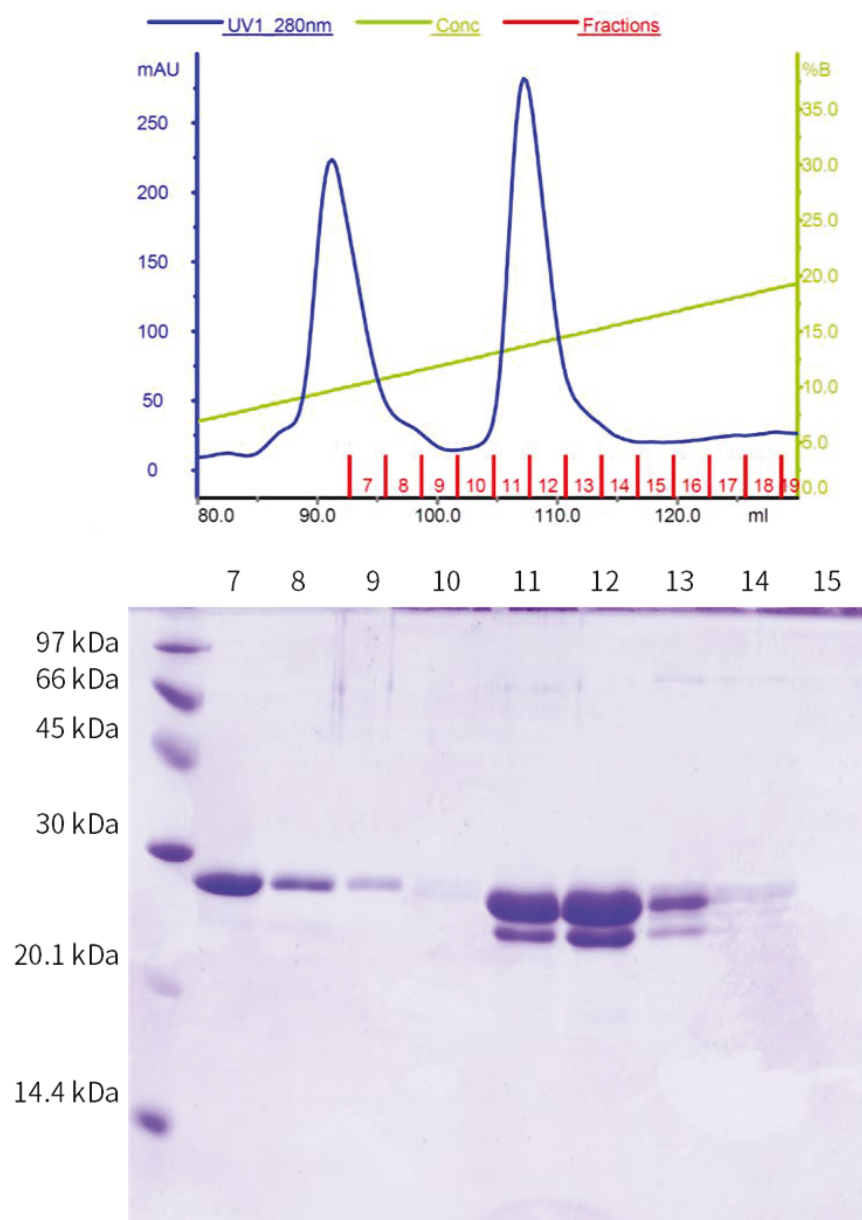 UV1_280nm Conc Fractions
mAU %B
250 35.0
200 30.0
150 25.0
100 20.0
50 15.0
0 10.0
5.0
0.0
7 8 9 10 11 12 13 14 15 16 17 18 19
80.0 90.0 100.0 110.0 120.0 ml
7 8 9 10 11 12 13 14 15
97 kDa
66 kDa
45 kDa
30 kDa
20.1 kDa
14.4 kDa